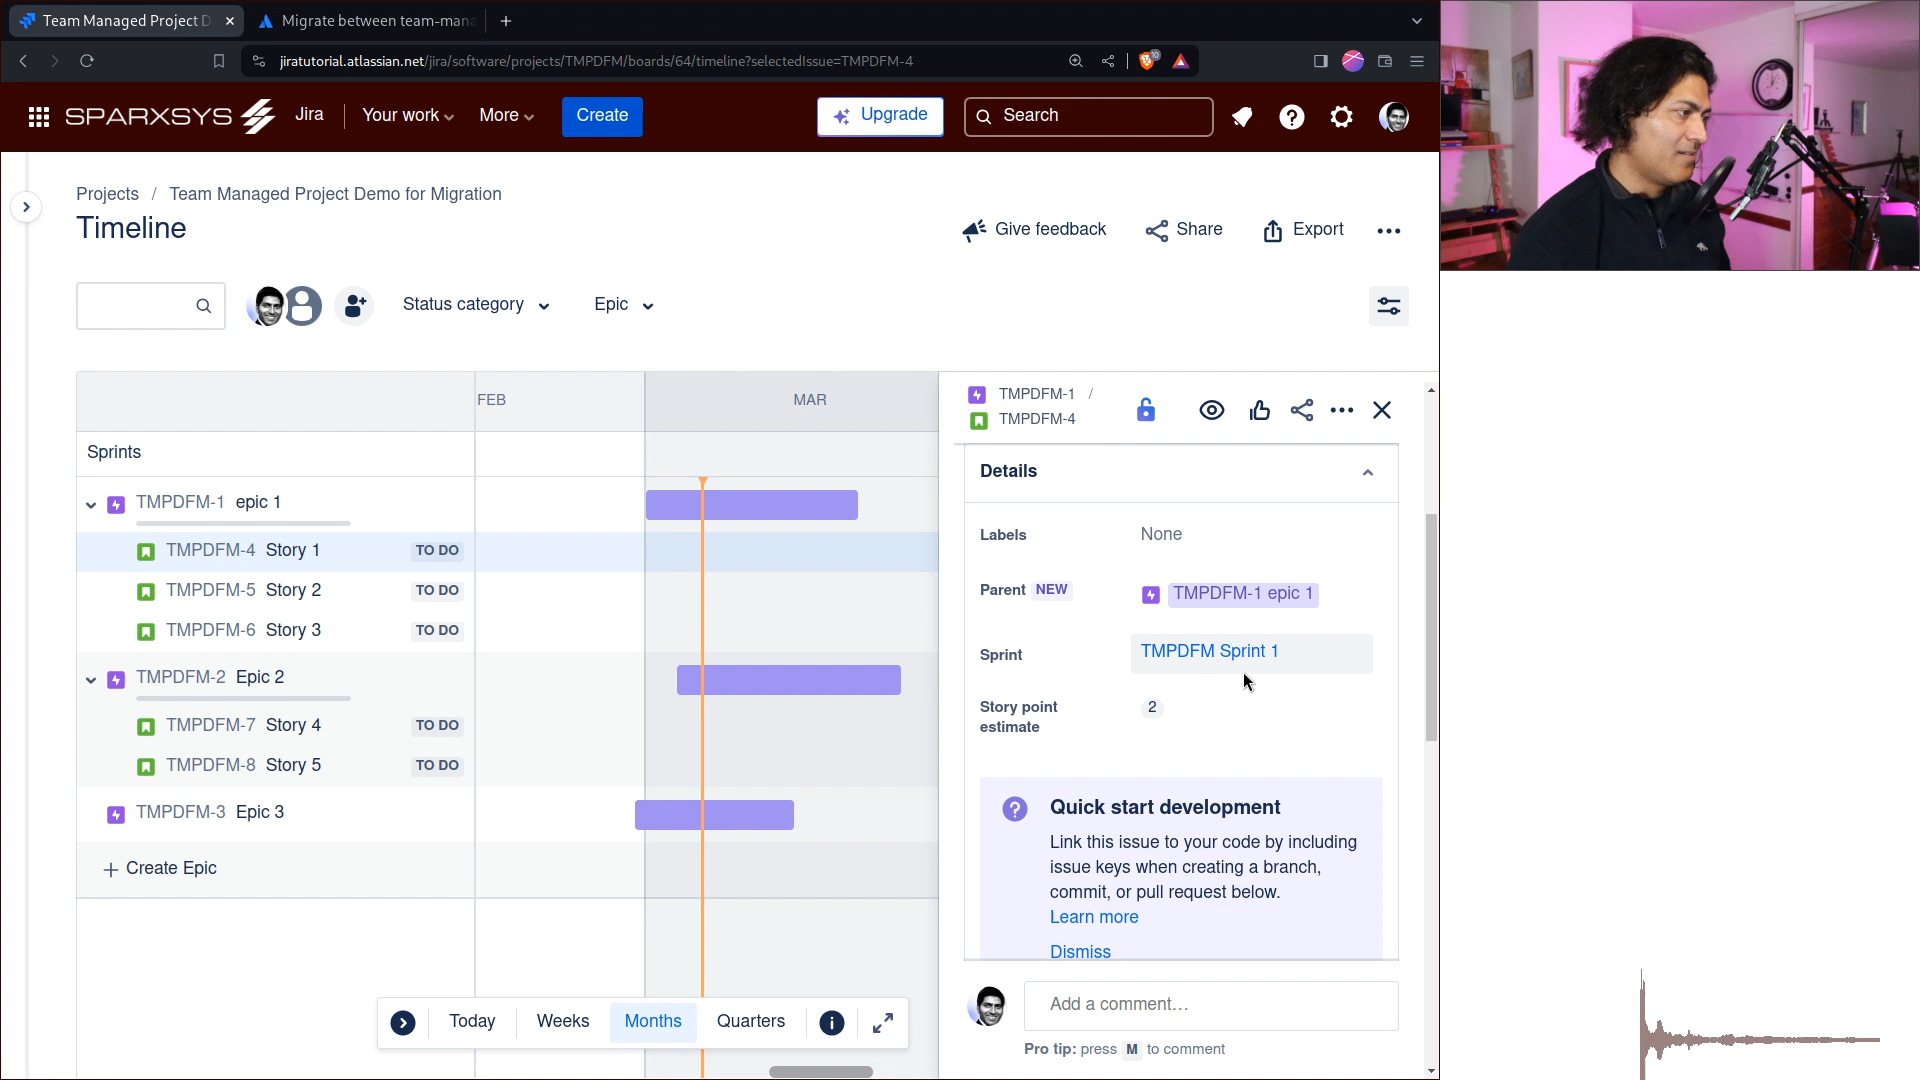 Team Managed Project D
Migrate between team-mana
jiratutorial.atlassian.net/jira/software/projects/TMPDFM/boards/64/timeline?selectedIssue=TMPDFM-4
10
SPARXSYS
Jira
Your work
More
Create
Upgrade
Search
Projects / Team Managed Project Demo for Migration
Timeline
Give feedback
Share
Export
Status category
Epic
FEB
MAR
Sprints
TMPDFM-1 epic 1
TMPDFM-4 Story 1 TO DO
TMPDFM-5 Story 2 TO DO
TMPDFM-6 Story 3 TO DO
TMPDFM-2 Epic 2
TMPDFM-7 Story 4 TO DO
TMPDFM-8 Story 5 TO DO
TMPDFM-3 Epic 3
+ Create Epic
TMPDFM-1 /
TMPDFM-4
Details
Labels None
Parent NEW TMPDFM-1 epic 1
Sprint TMPDFM Sprint 1
Story point
estimate
2
Quick start development
Link this issue to your code by including
issue keys when creating a branch,
commit, or pull request below.
Learn more
Dismiss
Add a comment…
Pro tip: press M to comment
Today
Weeks
Months
Quarters